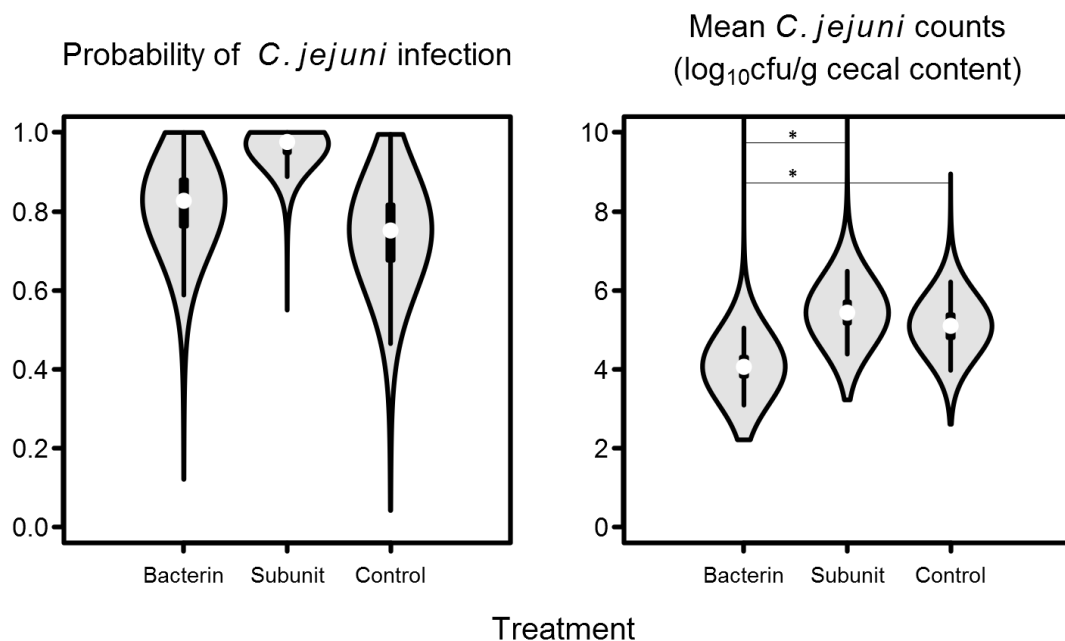 Probability of C. jejuni infection
1.0
0.8
0.6
0.4
0.2
0.0
Bacterin Subunit Control
Mean C. jejuni counts
(log₁₀cfu/g cecal content)
10
8
6
4
2
0
*
*
Bacterin Subunit Control
Treatment